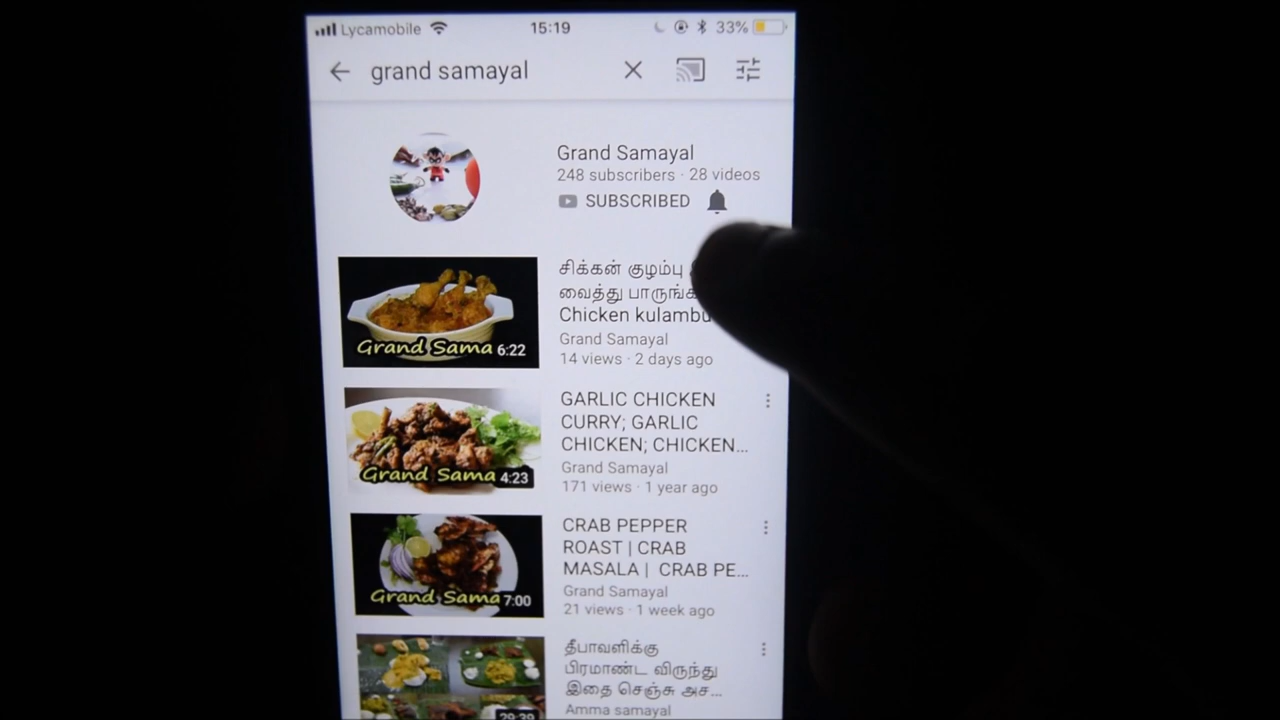 Lycamobile 15:19 33%
grand samayal
Grand Samayal
248 subscribers · 28 videos
SUBSCRIBED
சிக்கன் குழம்பு
வைத்து
Chicken kulambu
Grand Samayal
14 views · 2 days ago
Grand Sama 6:22
GARLIC CHICKEN
CURRY; GARLIC
CHICKEN; CHICKEN...
Grand Samayal
171 views · 1 year ago
Grand Sama 4:23
CRAB PEPPER
ROAST | CRAB
MASALA | CRAB PE...
Grand Samayal
21 views · 1 week ago
Grand Sama 7:00
தீபாவளிக்கு
பிரமாண்ட விருந்து
இதை செஞ்சு அச...
Amma samayal
29:39